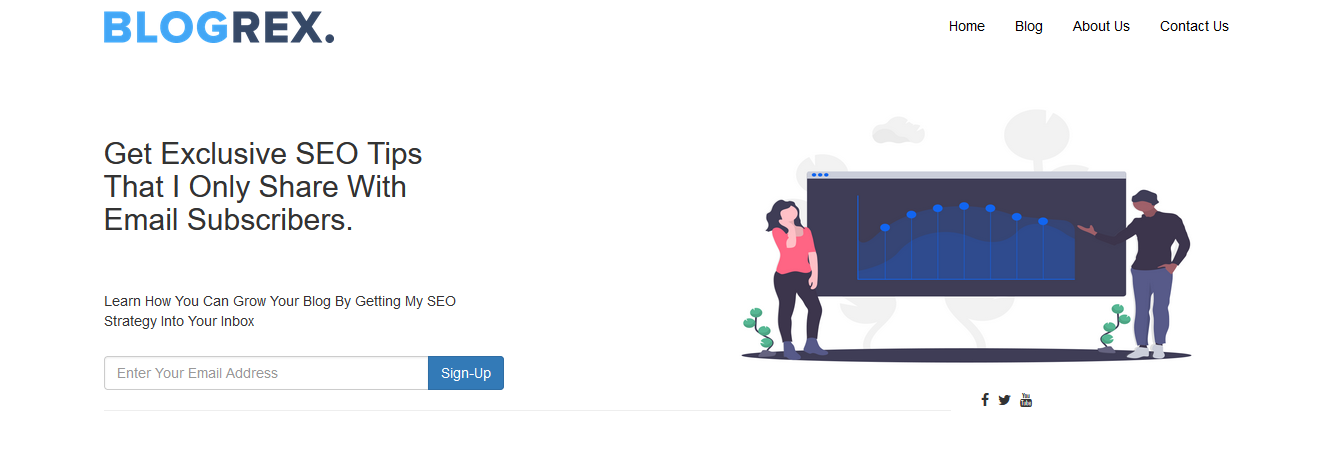 BLOGREX.
Home Blog About Us Contact Us
Get Exclusive SEO Tips
That I Only Share With
Email Subscribers.
Learn How You Can Grow Your Blog By Getting My SEO
Strategy Into Your Inbox
Enter Your Email Address Sign-Up
You Tube